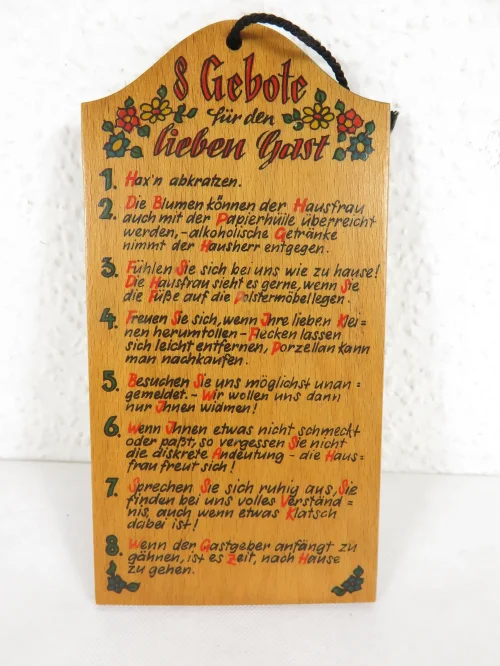 8 Gebote
für den
lieben Gast
1. Hax'n abkratzen.
2. Die Blumen können der Hausfrau
auch mit der Papierhülle überreicht
werden, - alkoholische Getränke
nimmt der Hausherr entgegen.
3. Fühlen Sie sich bei uns wie zu hause!
Die Hausfrau sieht es gerne, wenn Sie
die Füße auf die Polstermöbel legen.
4. Freuen Sie sich, wenn Ihre lieben Klei=
nen herumtollen - Flecken lassen
sich leicht entfernen, Porzellan kann
man nachkaufen.
5. Besuchen Sie uns möglichst unan=
gemeldet. - Wir wollen uns dann
nur Ihnen widmen!
6. Wenn Ihnen etwas nicht schmeckt
oder paßt, so vergessen Sie nicht
die diskrete Andeutung - die Haus=
frau freut sich!
7. Sprechen Sie sich ruhig aus, Sie
finden bei uns volles Verständ=
nis, auch wenn etwas Klatsch
dabei ist!
8. Wenn der Gastgeber anfängt zu
gähnen, ist es Zeit, nach Hause
zu gehen.